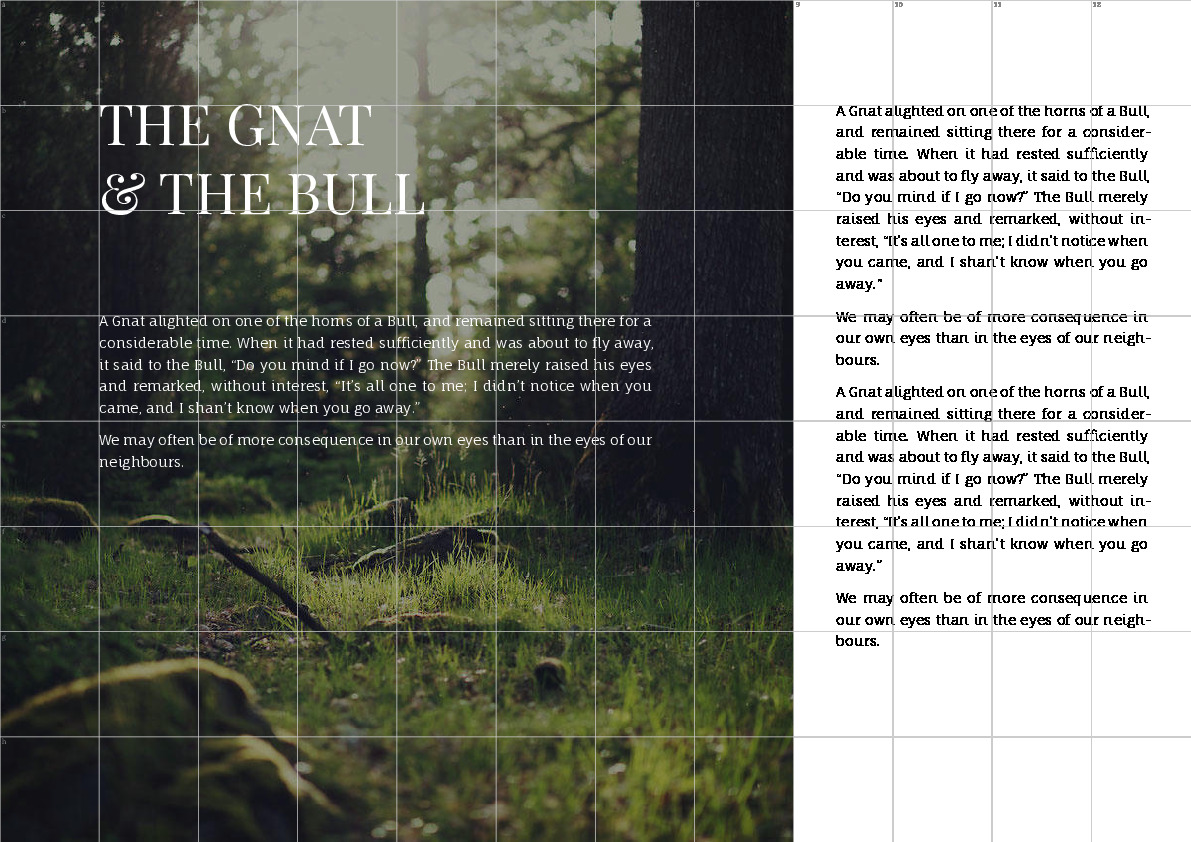 THE GNAT
& THE BULL
A Gnat alighted on one of the horns of a Bull, and remained sitting there for a
considerable time. When it had rested sufficiently and was about to fly away,
it said to the Bull, “Do you mind if I go now?” The Bull merely raised his eyes
and remarked, without interest, “It’s all one to me; I didn’t notice when you
came, and I shan’t know when you go away.”
We may often be of more consequence in our own eyes than in the eyes of our
neighbours.
A Gnat alighted on one of the horns of a Bull,
and remained sitting there for a consider-
able time. When it had rested sufficiently
and was about to fly away, it said to the Bull,
“Do you mind if I go now?” The Bull merely
raised his eyes and remarked, without in-
terest, “It’s all one to me; I didn’t notice when
you came, and I shan’t know when you go
away.”
We may often be of more consequence in
our own eyes than in the eyes of our neigh-
bours.
A Gnat alighted on one of the horns of a Bull,
and remained sitting there for a consider-
able time. When it had rested sufficiently
and was about to fly away, it said to the Bull,
“Do you mind if I go now?” The Bull merely
raised his eyes and remarked, without in-
terest, “It’s all one to me; I didn’t notice when
you came, and I shan’t know when you go
away.”
We may often be of more consequence in
our own eyes than in the eyes of our neigh-
bours.